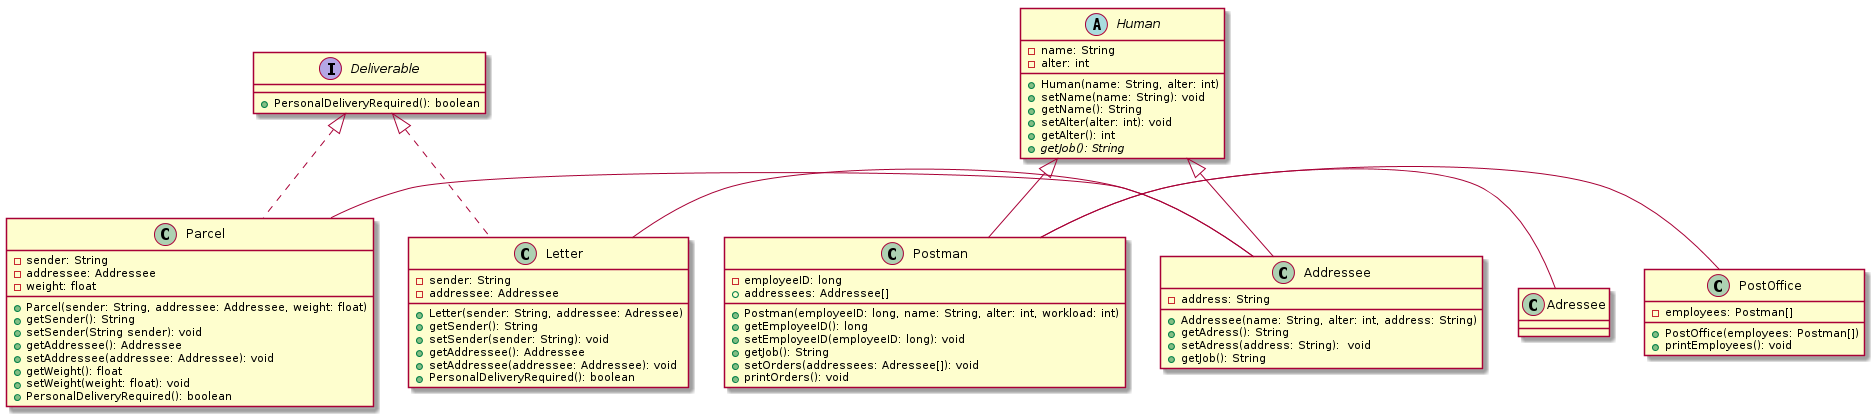 A Human
- name: String
- alter: int
Human(name: String, alter: int)
setName(name: String): void
getName(): String
setAlter(alter: int): void
getAlter(): int
getJob(): String
I Deliverable
PersonalDeliveryRequired(): boolean
C Parcel
sender: String
addressee: Addressee
weight: float
Parcel(sender: String, addressee: Addressee, weight: float)
getSender(): String
setSender(String sender): void
getAddressee(): Addressee
setAddressee(addressee: Addressee): void
getWeight(): float
setWeight(weight: float): void
PersonalDeliveryRequired(): boolean
C Letter
sender: String
addressee: Addressee
Letter(sender: String, addressee: Adressee)
getSender(): String
setSender(sender: String): void
getAddressee(): Addressee
setAddressee(addressee: Addressee): void
PersonalDeliveryRequired(): boolean
C Postman
employeeID: long
addressees: Addressee[]
Postman(employeeID: long, name: String, alter: int, workload: int)
getEmployeeID(): long
setEmployeeID(employeeID: long): void
getJob(): String
setOrders(addressees: Adressee[]): void
printOrders(): void
C Addressee
address: String
Addressee(name: String, alter: int, address: String)
getAdress(): String
setAdress(address: String):  void
getJob(): String
C Adressee
C PostOffice
employees: Postman[]
PostOffice(employees: Postman[])
printEmployees(): void